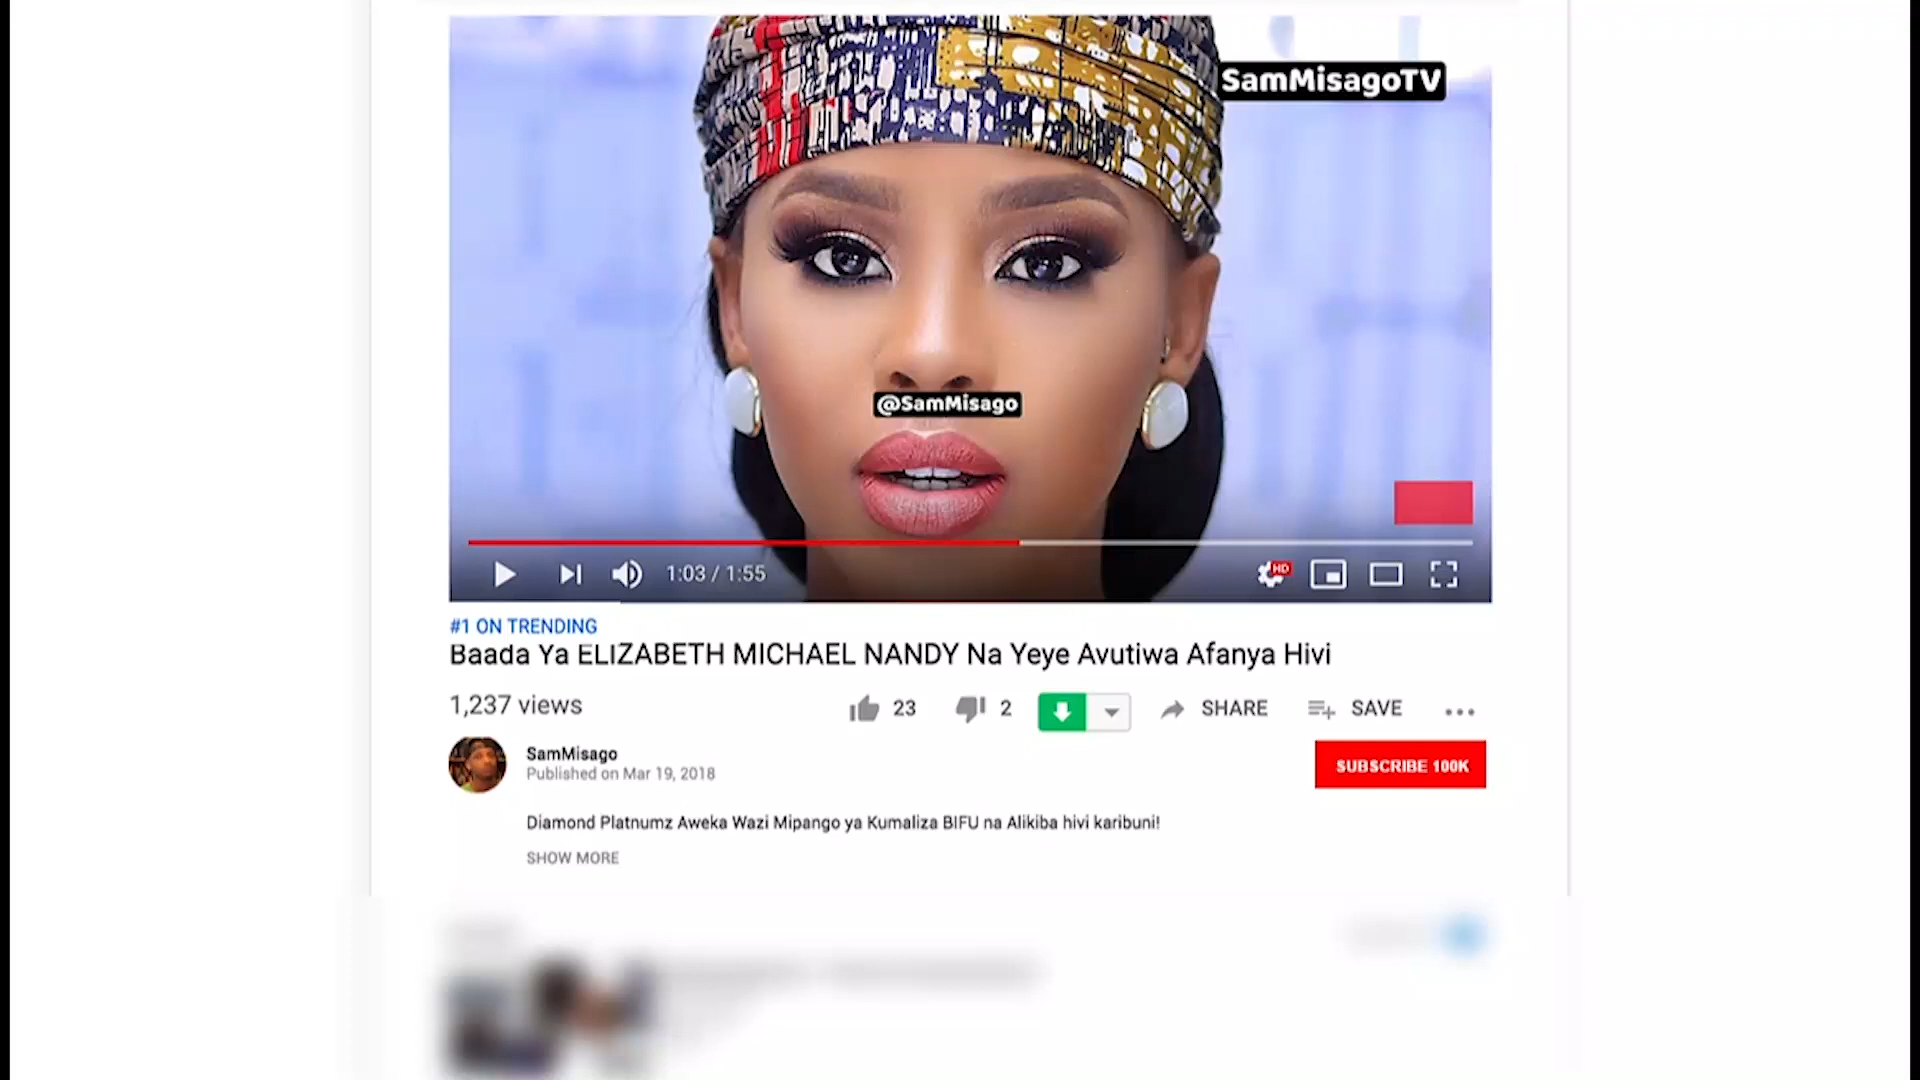 SamMisagoTV
@SamMisago
1:03 / 1:55
HD
#1 ON TRENDING
Baada Ya ELIZABETH MICHAEL NANDY Na Yeye Avutiwa Afanya Hivi
1,237 views
23
2
SHARE
SAVE
SamMisago
Published on Mar 19, 2018
SUBSCRIBE 100K
Diamond Platnumz Aweka Wazi Mipango ya Kumaliza BIFU na Alikiba hivi karibuni!
SHOW MORE